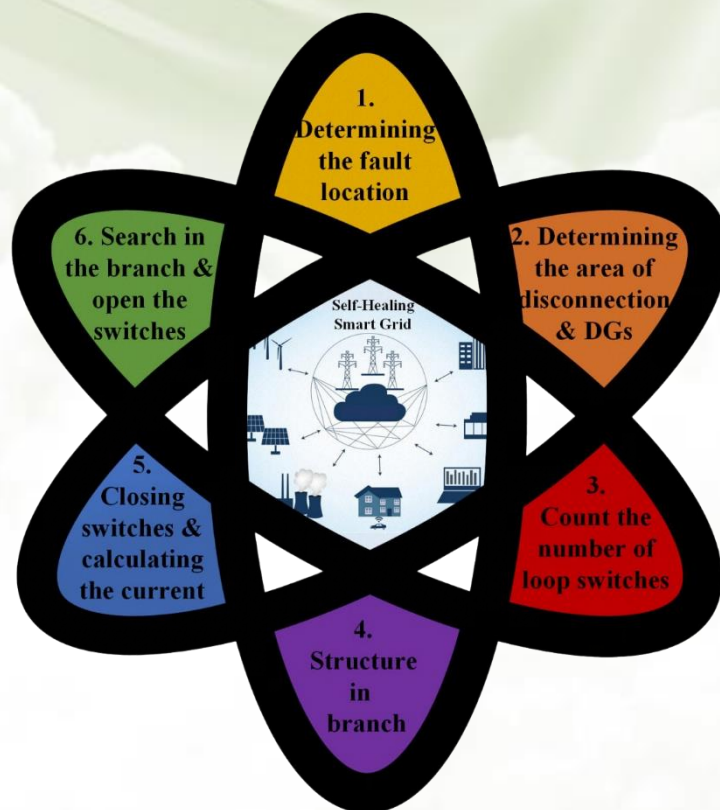 1.
Determining
the fault
location
2. Determining
the area of
disconnection
& DGs
3.
Count the
number of
loop switches
4.
Structure
in
branch
5.
Closing
switches &
calculating
the current
6. Search in
the branch &
open the
switches
Self-Healing
Smart Grid